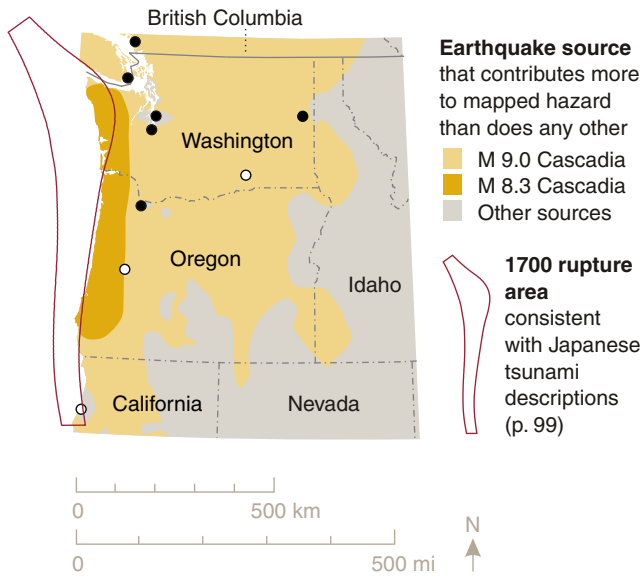 British Columbia
Washington
Oregon
Idaho
California
Nevada
Earthquake source
that contributes more
to mapped hazard
than does any other
M 9.0 Cascadia
M 8.3 Cascadia
Other sources
1700 rupture
area
consistent
with Japanese
tsunami
descriptions
(p. 99)
0
500 km
0
500 mi
N